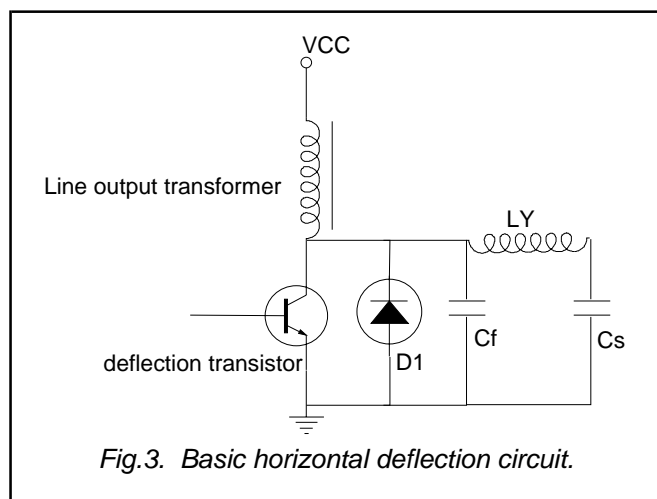 VCC
Line output transformer
LY
deflection transistor
D1
Cf
Cs
Fig.3. Basic horizontal deflection circuit.